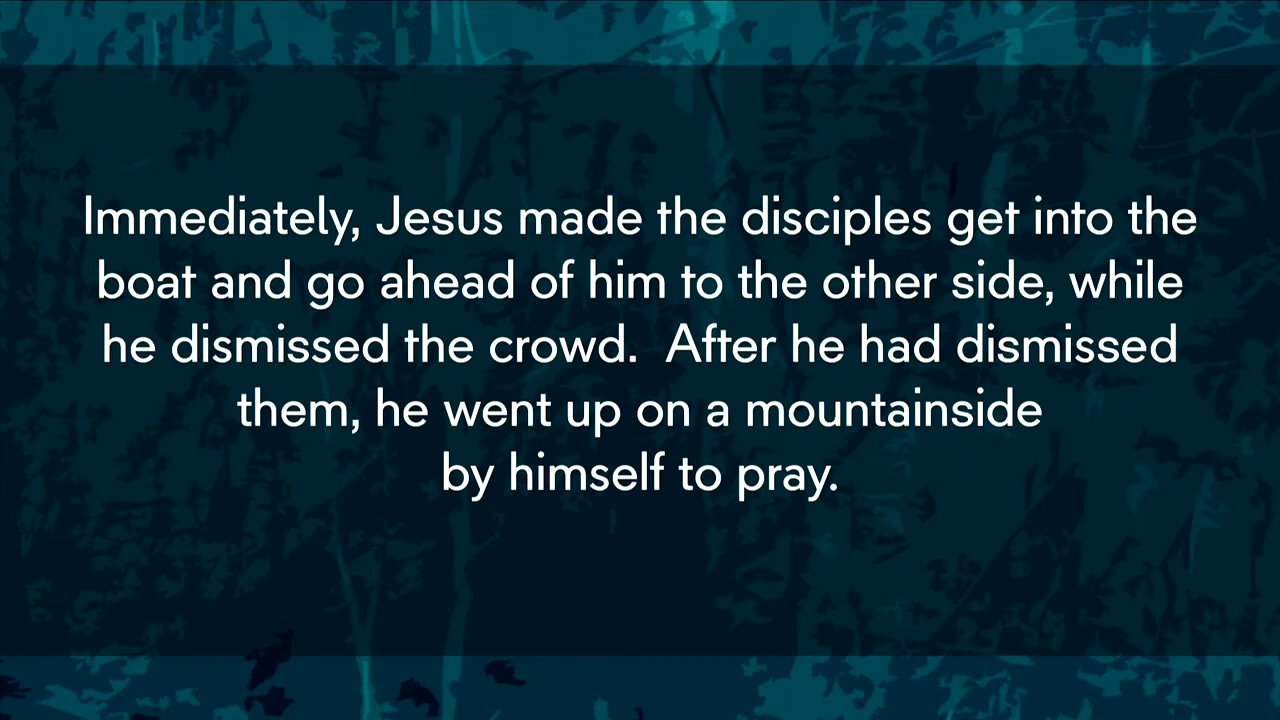 Immediately, Jesus made the disciples get into the
boat and go ahead of him to the other side, while
he dismissed the crowd.  After he had dismissed
them, he went up on a mountainside
by himself to pray.